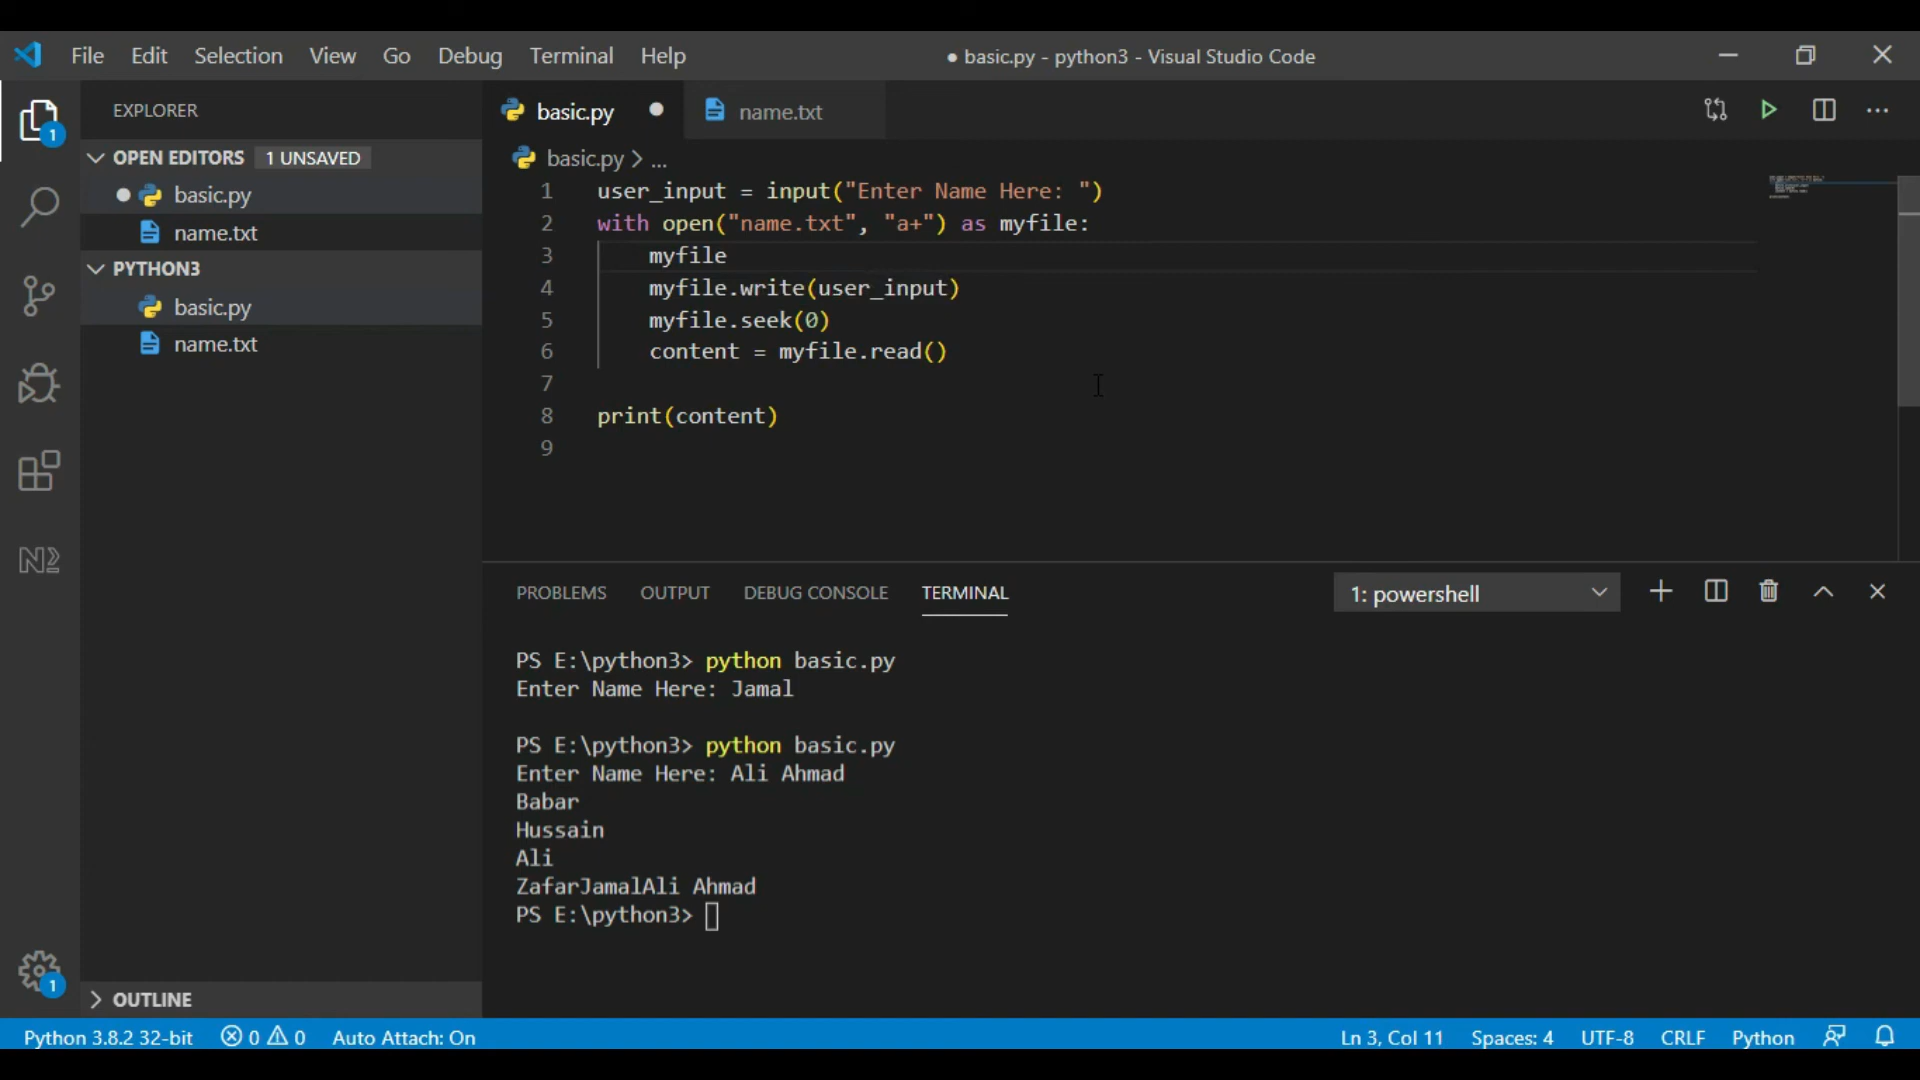 File Edit Selection View Go Debug Terminal Help
● basic.py - python3 - Visual Studio Code
EXPLORER
OPEN EDITORS 1 UNSAVED
basic.py
name.txt
PYTHON3
basic.py
name.txt
OUTLINE
1
1
basic.py
name.txt
basic.py > ...
1 user_input = input("Enter Name Here: ")
2 with open("name.txt", "a+") as myfile:
3 myfile
4 myfile.write(user_input)
5 myfile.seek(0)
6 content = myfile.read()
7
8 print(content)
9
PROBLEMS OUTPUT DEBUG CONSOLE TERMINAL
1: powershell
PS E:\python3> python basic.py
Enter Name Here: Jamal
PS E:\python3> python basic.py
Enter Name Here: Ali Ahmad
Babar
Hussain
Ali
ZafarJamalAli Ahmad
PS E:\python3>
Python 3.8.2 32-bit 0 0 Auto Attach: On
Ln 3, Col 11 Spaces: 4 UTF-8 CRLF Python